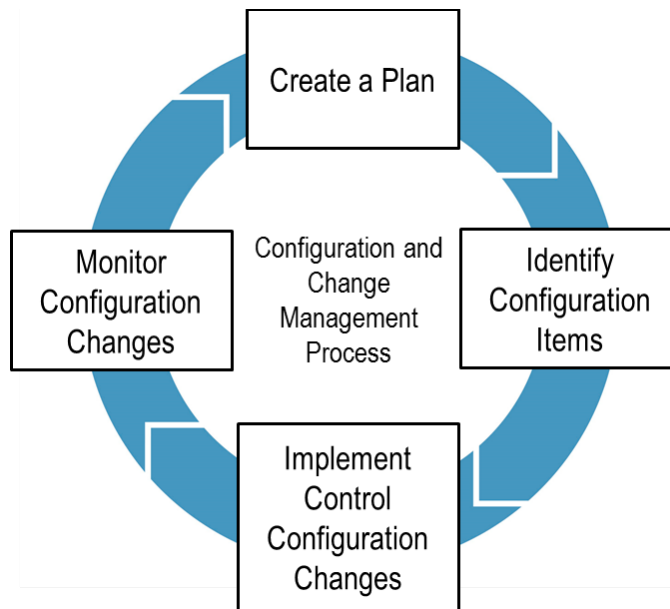 Create a Plan
Configuration and
Change
Management
Process
Identify
Configuration
Items
Implement
Control
Configuration
Changes
Monitor
Configuration
Changes